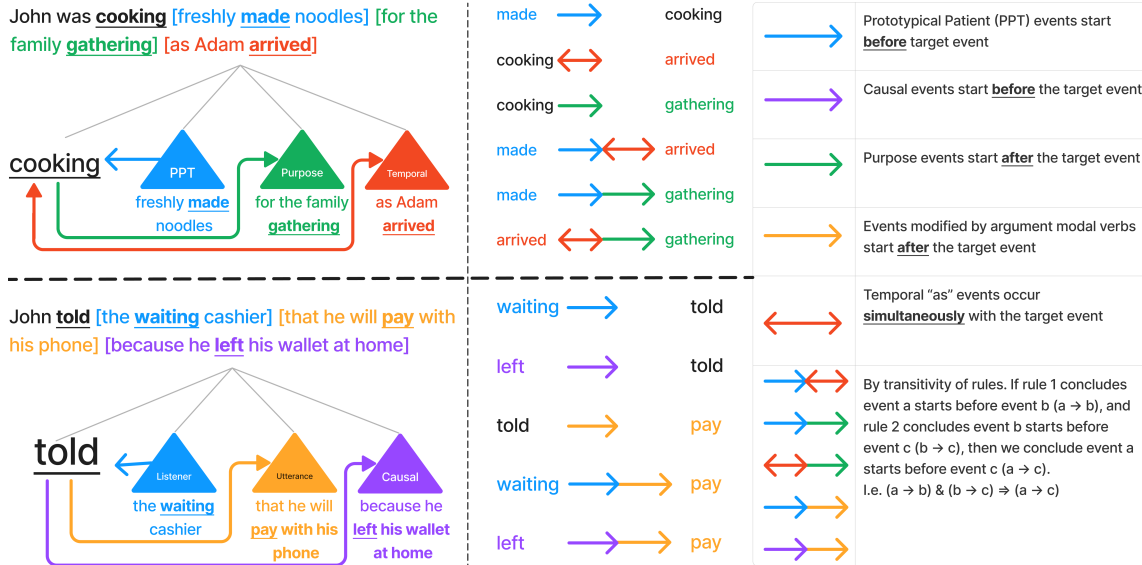 John was cooking [freshly made noodles] [for the
family gathering] [as Adam arrived]
cooking
PPT
Purpose
Temporal
freshly made
noodles
for the family
gathering
as Adam
arrived
made cooking
cooking arrived
cooking gathering
made arrived
made gathering
arrived gathering
John told [the waiting cashier] [that he will pay with
his phone] [because he left his wallet at home]
told
Listener
Utterance
Causal
the waiting
cashier
that he will
pay with his
phone
because he
left his wallet
at home
waiting told
left told
told pay
waiting pay
left pay
Prototypical Patient (PPT) events start
before target event
Causal events start before the target event
Purpose events start after the target event
Events modified by argument modal verbs
start after the target event
Temporal “as” events occur
simultaneously with the target event
By transitivity of rules. If rule 1 concludes
event a starts before event b (a → b), and
rule 2 concludes event b starts before
event c (b → c), then we conclude event a
starts before event c (a → c).
I.e. (a → b) & (b → c) ⇒ (a → c)